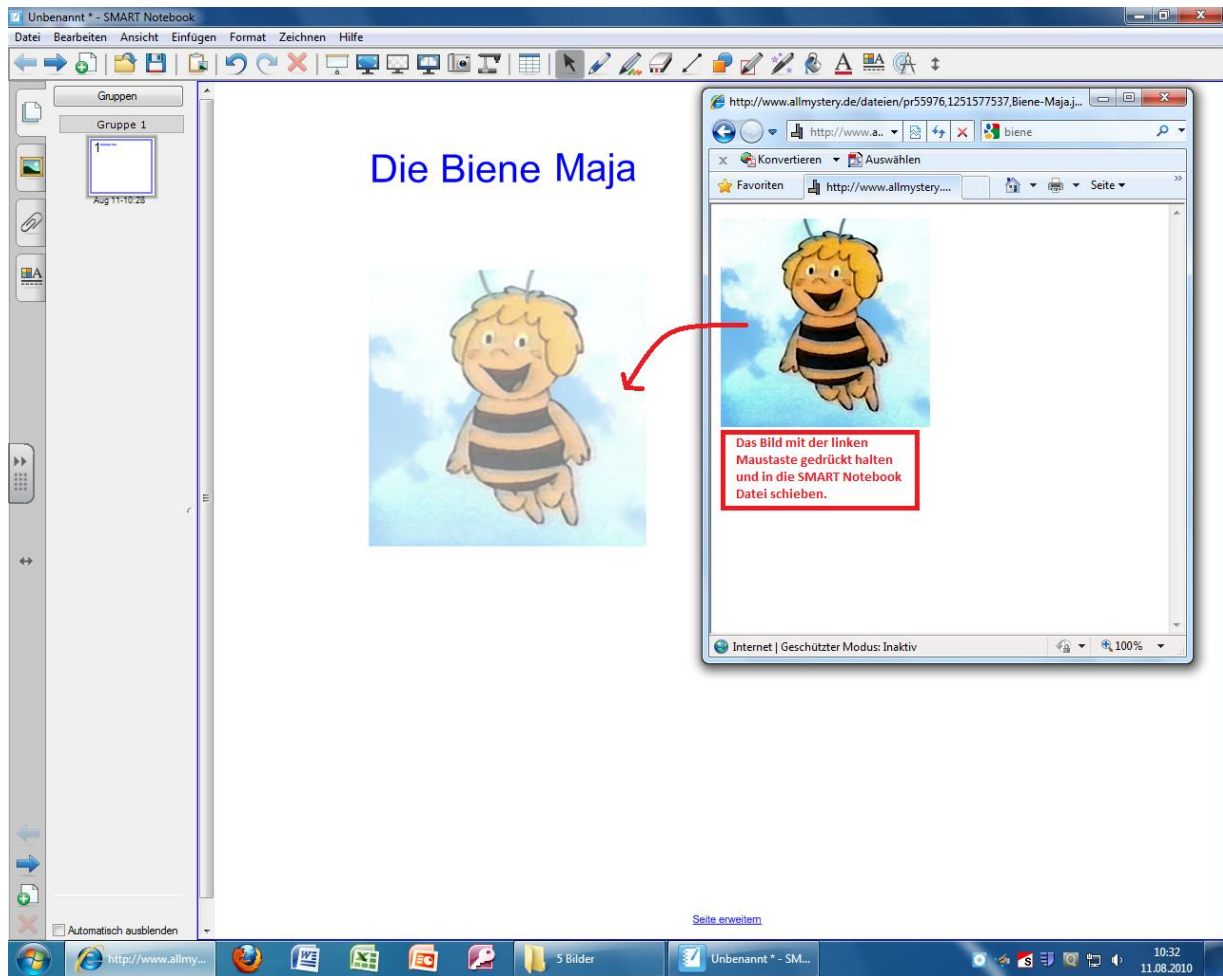 Unbenannt * - SMART Notebook
Datei Bearbeiten Ansicht Einfügen Format Zeichnen Hilfe
Gruppen
Gruppe 1
1
Aug 11-10:28
Die Biene Maja
http://www.allmystery.de/dateien/pr55976,1251577537,Biene-Maja.j...
http://www.a..
biene
Konvertieren
Auswählen
Favoriten
http://www.allmystery....
Seite
Das Bild mit der linken
Maustaste gedrückt halten
und in die SMART Notebook
Datei schieben.
Internet | Geschützter Modus: Inaktiv
100%
Seite erweitern
Automatisch ausblenden
http://www.allmy...
5 Bilder
Unbenannt * - SM...
10:32
11.08.2010